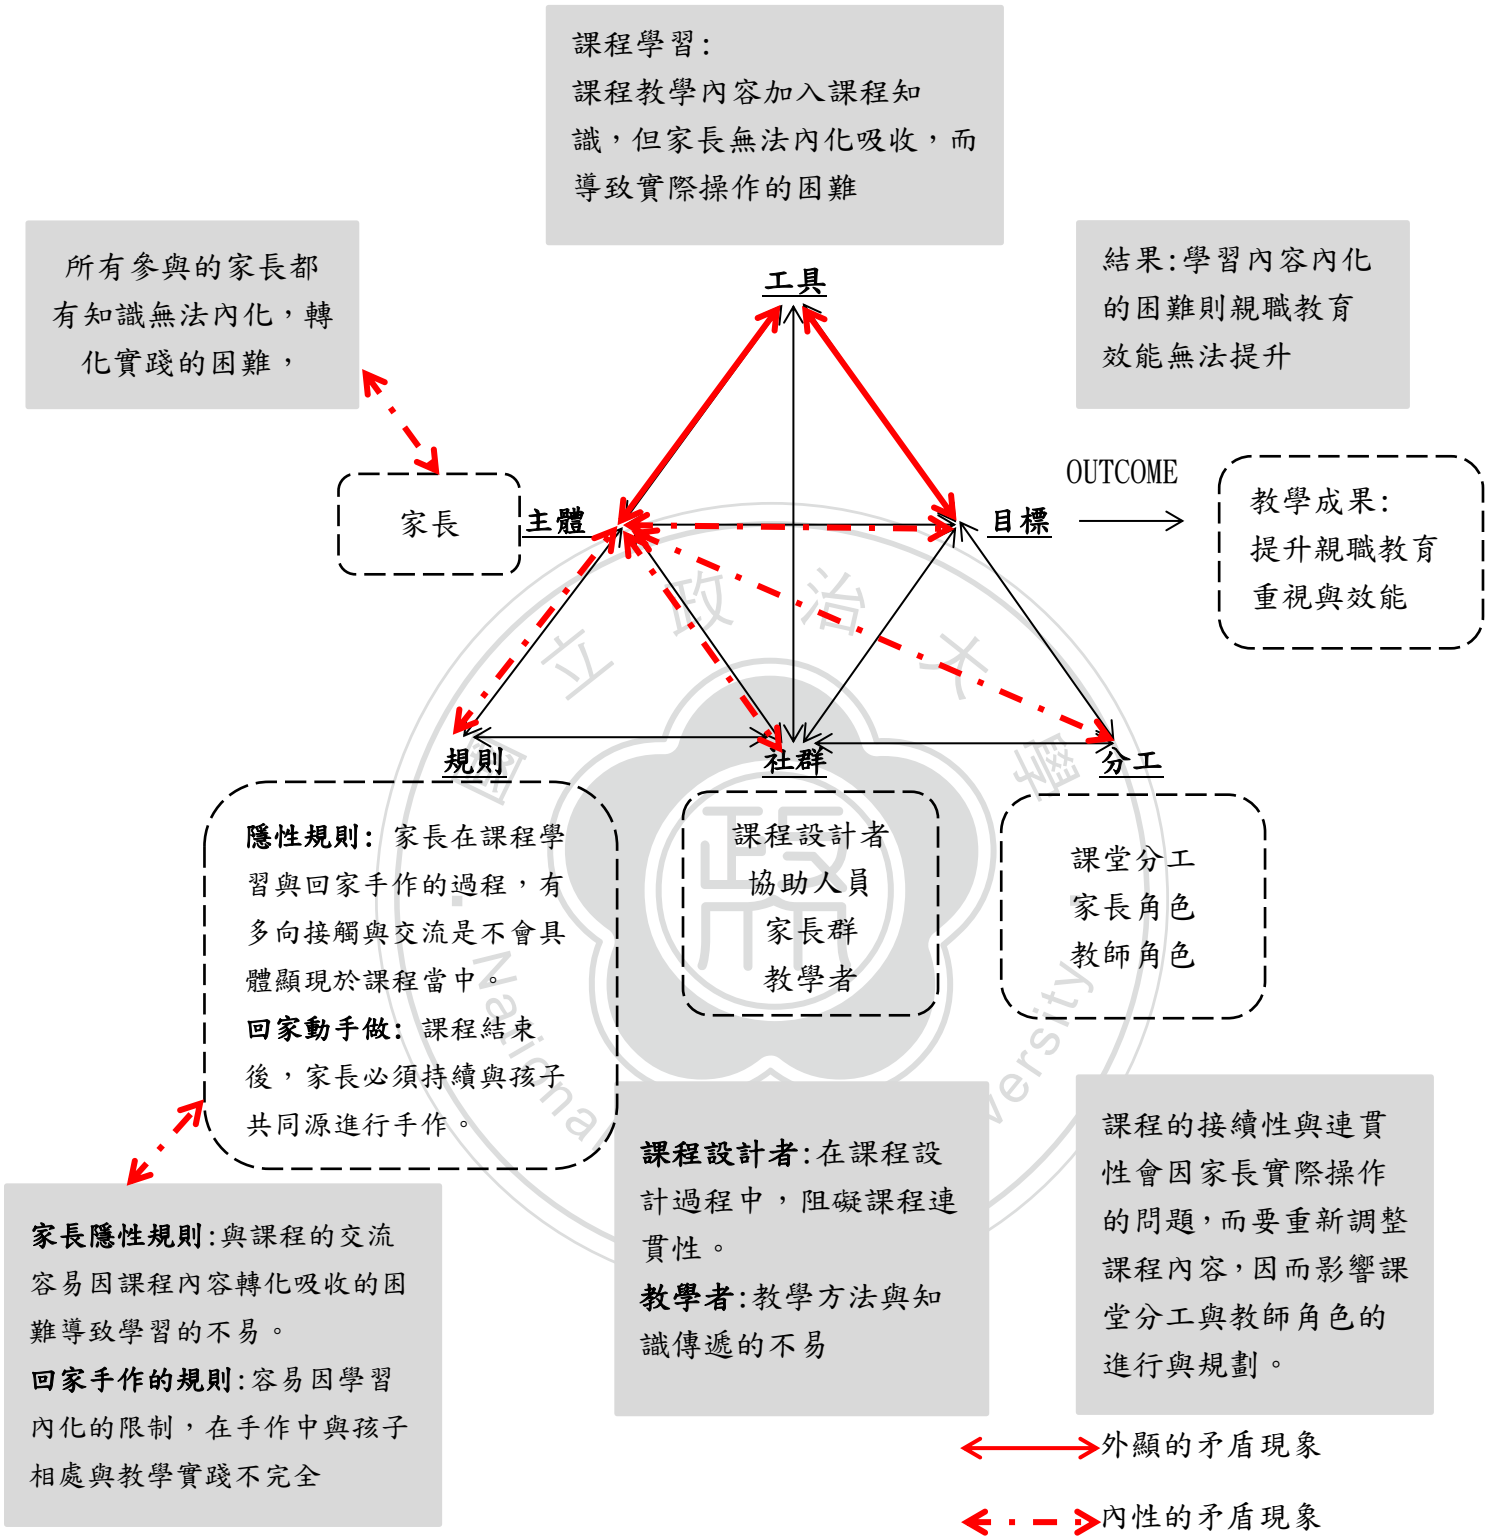 課程學習:
課程教學內容加入課程知
識，但家長無法內化吸收，而
導致實際操作的困難
所有參與的家長都
有知識無法內化，轉
化實踐的困難，
結果:學習內容內化
的困難則親職教育
效能無法提升
工具
家長
主體
目標
OUTCOME
教學成果:
提升親職教育
重視與效能
規則
社群
分工
隱性規則: 家長在課程學
習與回家手作的過程，有
多向接觸與交流是不會具
體顯現於課程當中。
回家動手做: 課程結束
後，家長必須持續與孩子
共同源進行手作。
課程設計者
協助人員
家長群
教學者
課堂分工
家長角色
教師角色
家長隱性規則:與課程的交流
容易因課程內容轉化吸收的困
難導致學習的不易。
回家手作的規則:容易因學習
內化的限制，在手作中與孩子
相處與教學實踐不完全
課程設計者:在課程設
計過程中，阻礙課程連
貫性。
教學者:教學方法與知
識傳遞的不易
課程的接續性與連貫
性會因家長實際操作
的問題，而要重新調整
課程內容，因而影響課
堂分工與教師角色的
進行與規劃。
外顯的矛盾現象
內性的矛盾現象
國立政治大學
National
versity